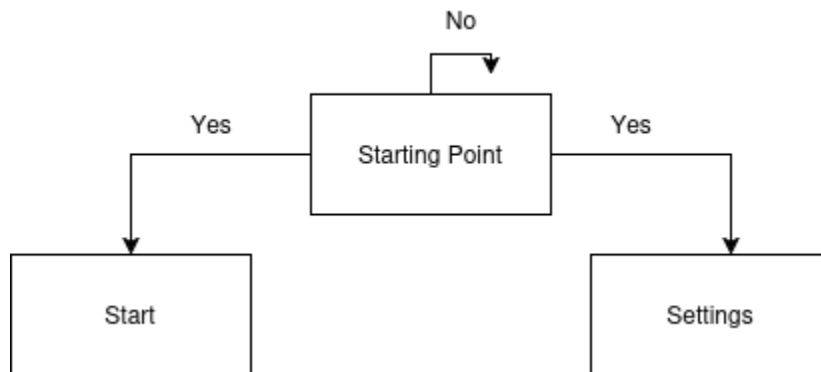 No
Yes
Yes
Starting Point
Start
Settings